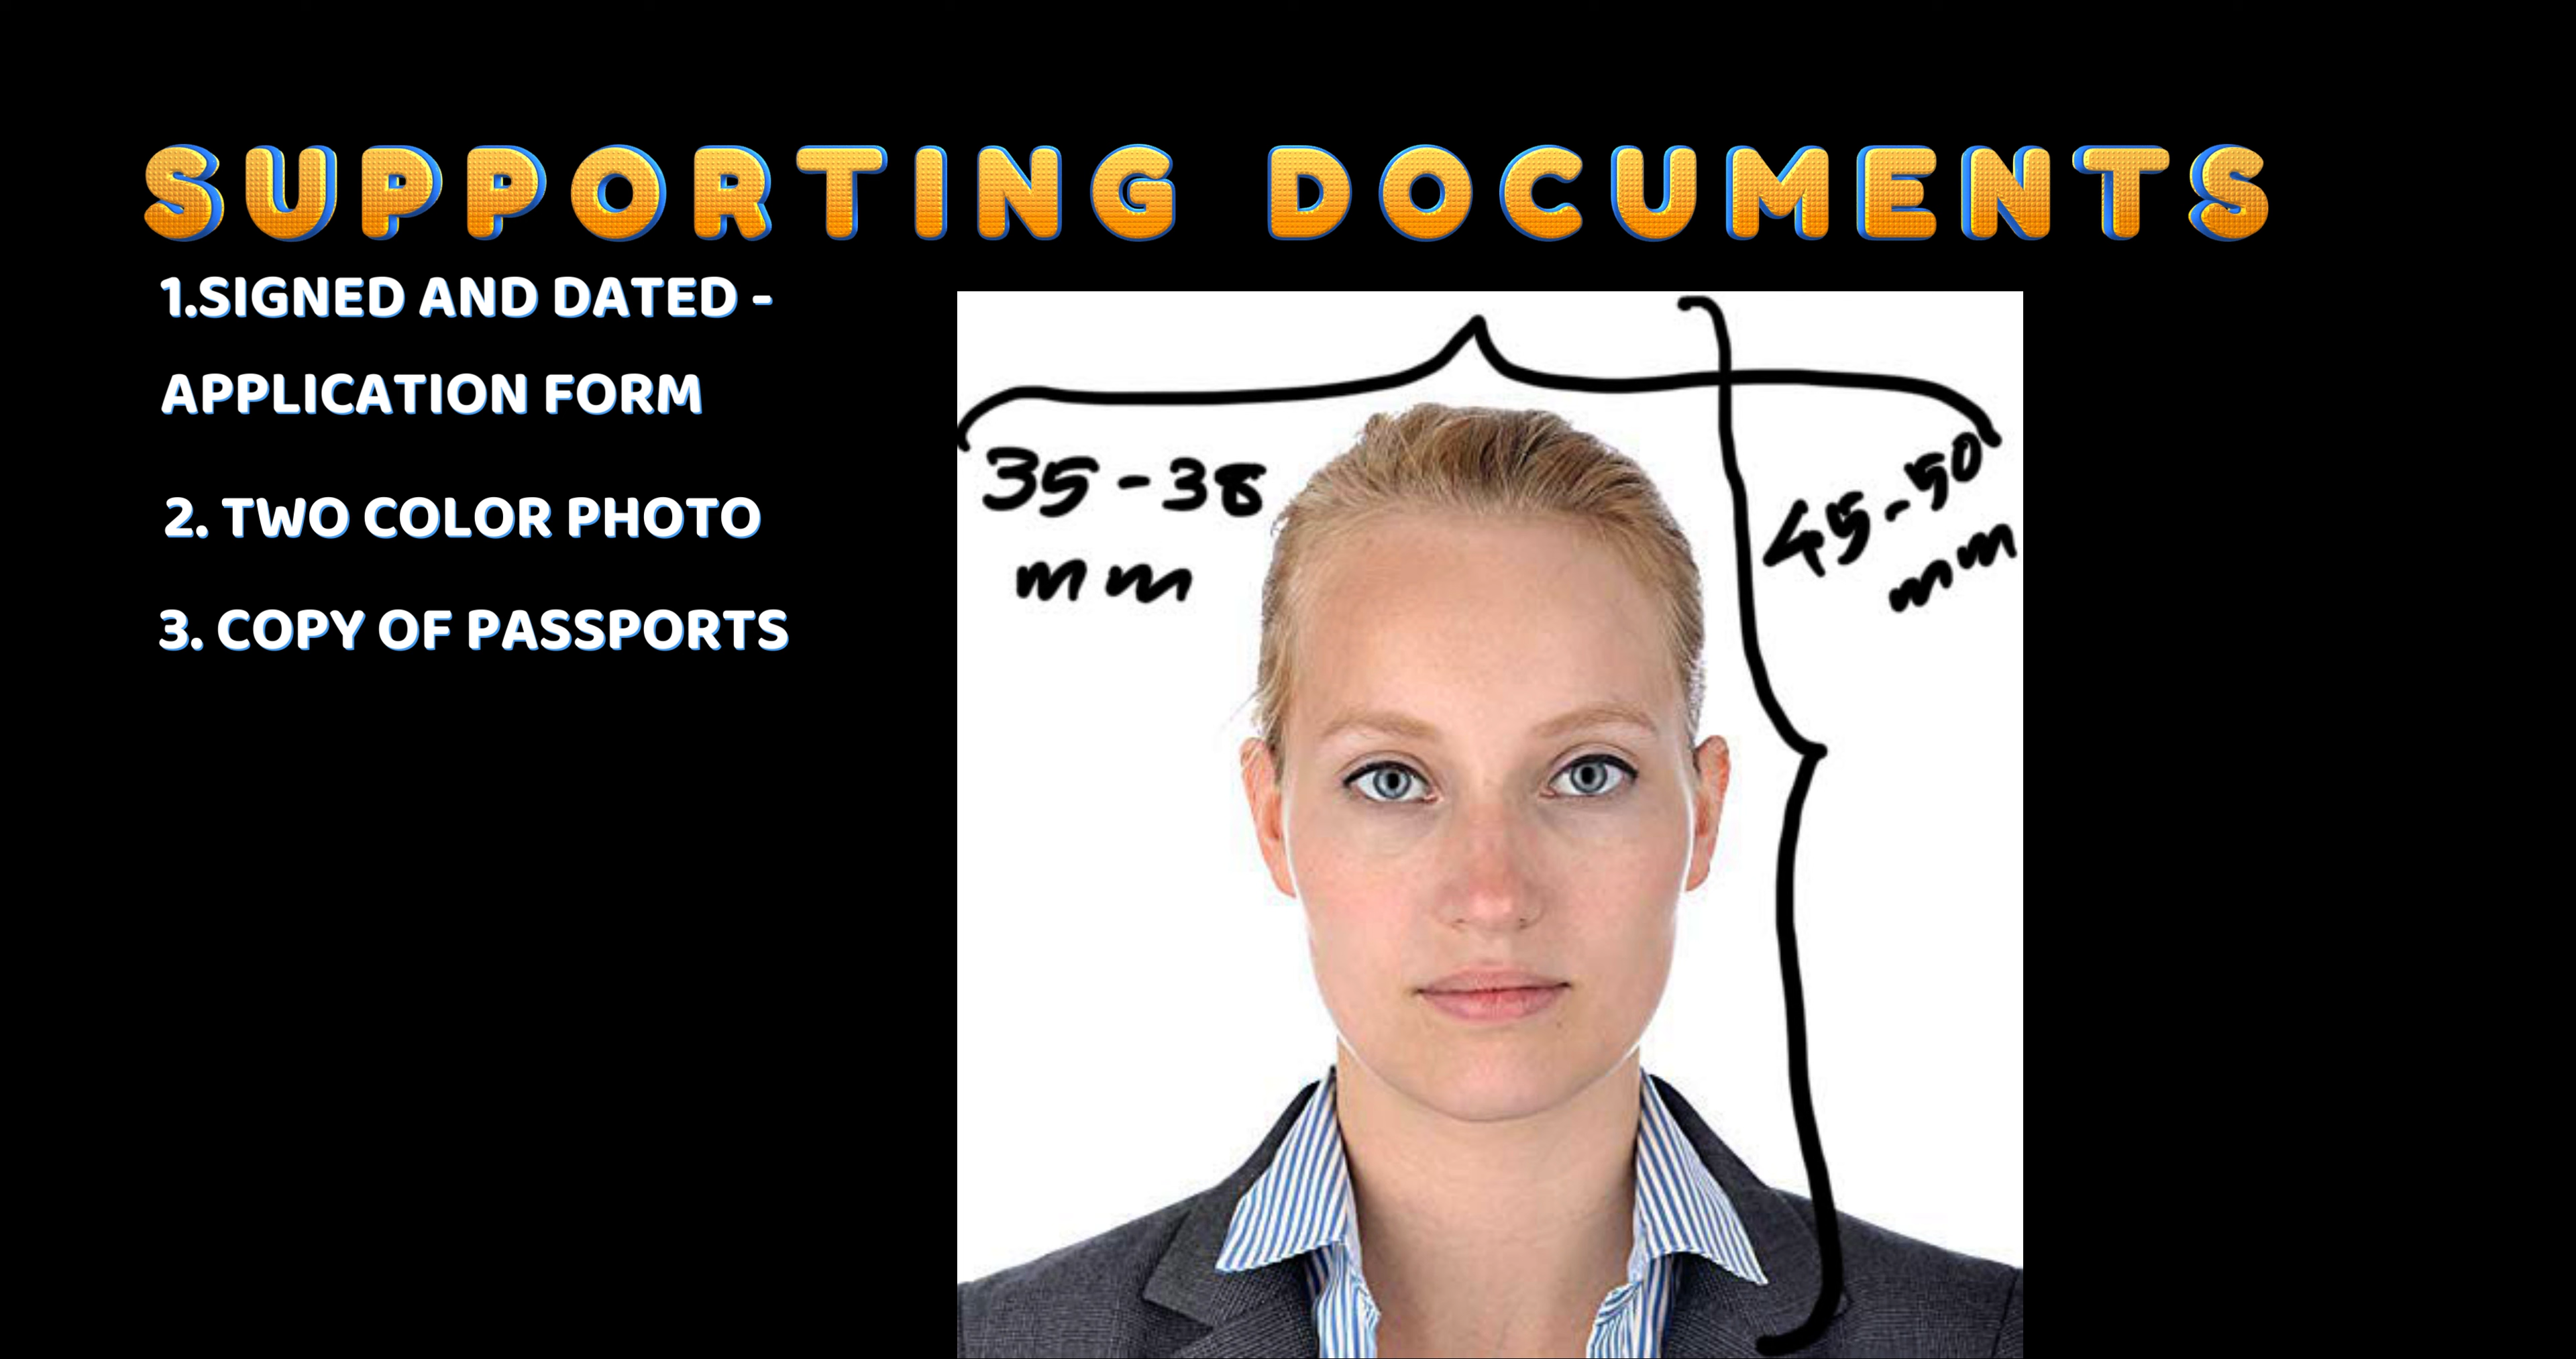 SUPPORTING DOCUMENTS
1.SIGNED AND DATED -
APPLICATION FORM
2. TWO COLOR PHOTO
3. COPY OF PASSPORTS
35-38
mm
45-50
mm